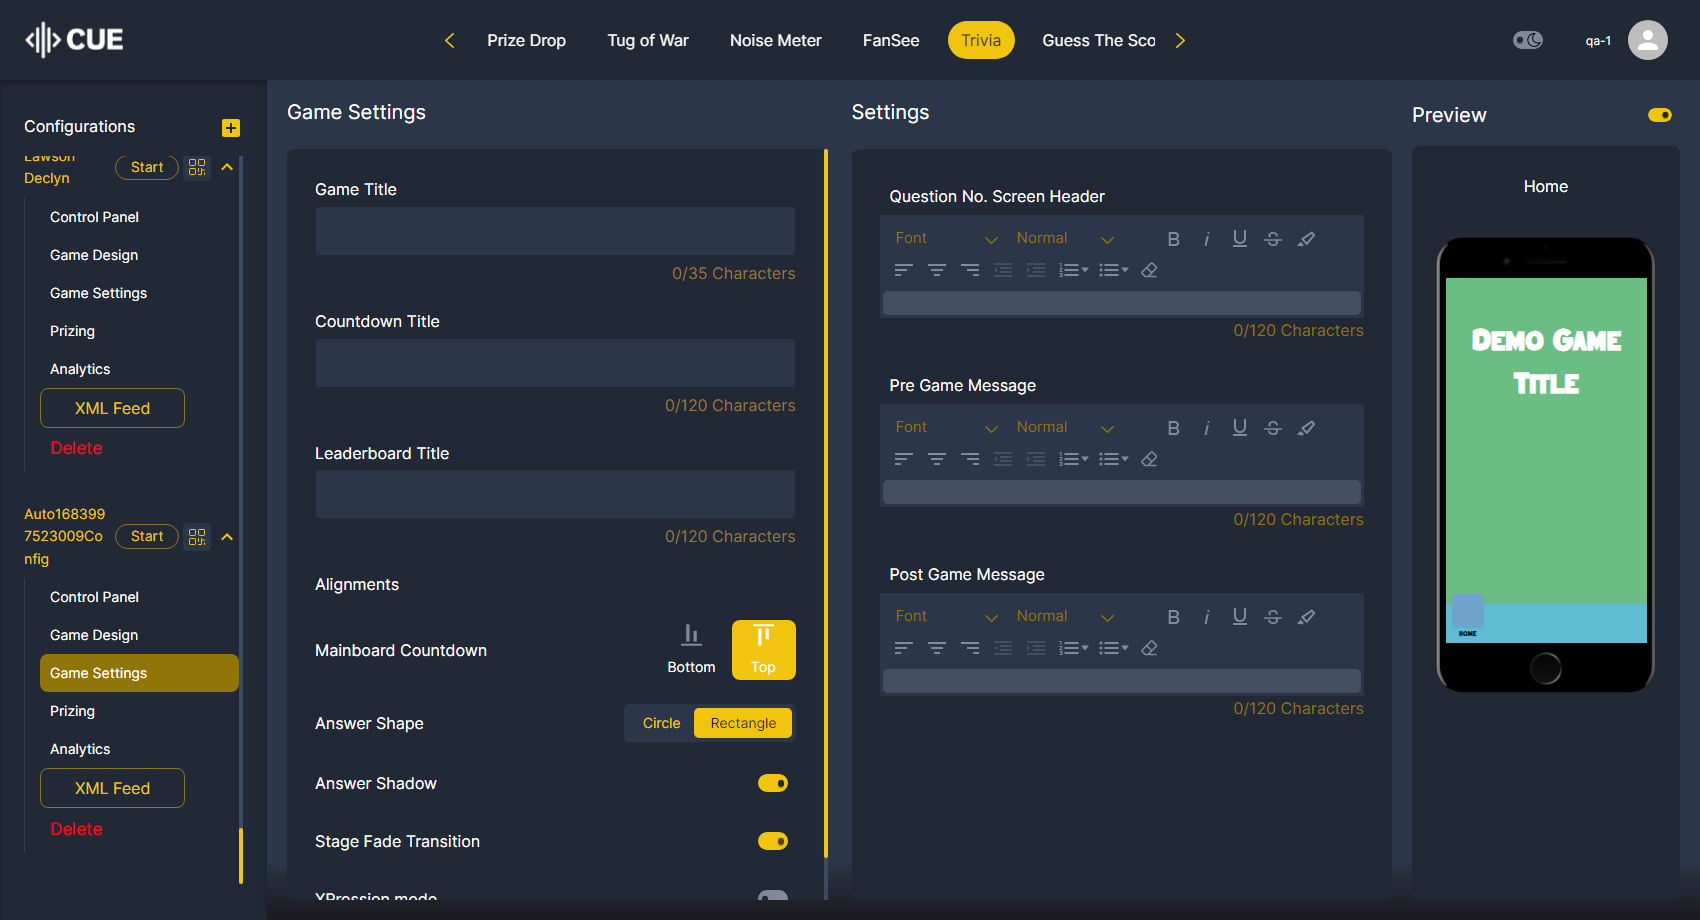 CUE
Prize Drop
Tug of War
Noise Meter
FanSee
Trivia
Guess The Sco
qa-1
Configurations
Lawson
Declyn
Start
Control Panel
Game Design
Game Settings
Prizing
Analytics
XML Feed
Delete
Auto168399
7523009Co
nfig
Start
Control Panel
Game Design
Game Settings
Prizing
Analytics
XML Feed
Delete
Game Settings
Game Title
0/35 Characters
Countdown Title
0/120 Characters
Leaderboard Title
0/120 Characters
Alignments
Mainboard Countdown
Bottom
Top
Answer Shape
Circle
Rectangle
Answer Shadow
Stage Fade Transition
XPression mode
Settings
Question No. Screen Header
Font
Normal
0/120 Characters
Pre Game Message
Font
Normal
0/120 Characters
Post Game Message
Font
Normal
0/120 Characters
Preview
Home
Demo Game
Title
HOME